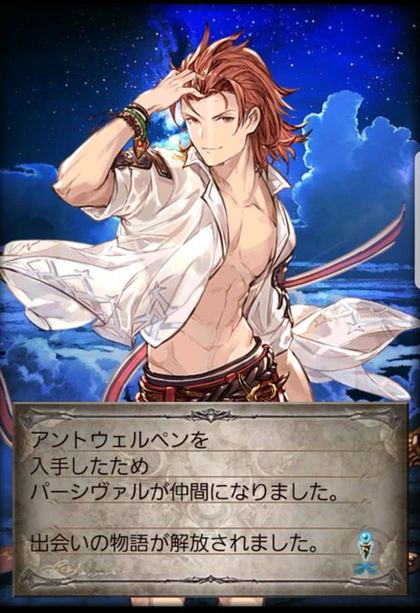 アントウェルペンを
入手したため
パーシヴァルが仲間になりました。
出会いの物語が解放されました。